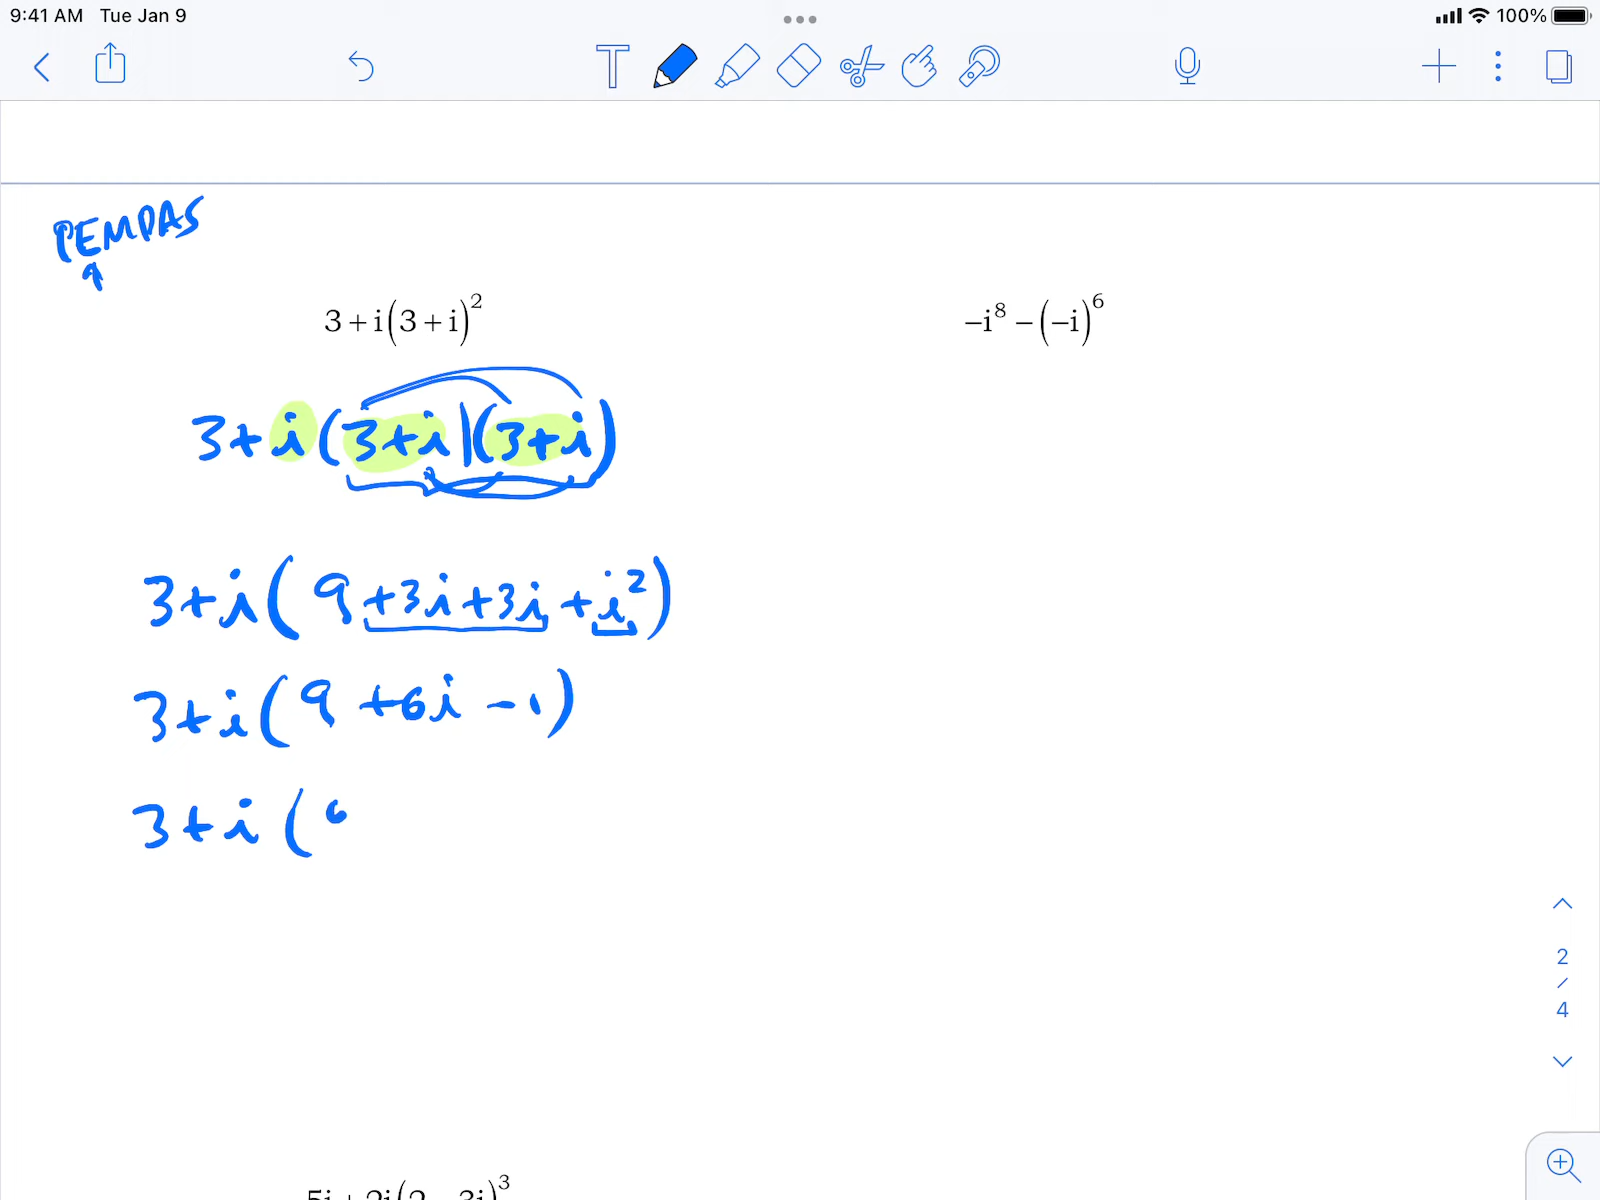 9:41 AM Tue Jan 9
100%
PEMDAS
3+i(3+i)²
-i⁸-(-i)⁶
3+i(3+i)(3+i)
3+i(9+3i+3i+i²)
3+i(9+6i-1)
3+i(
2
/
4